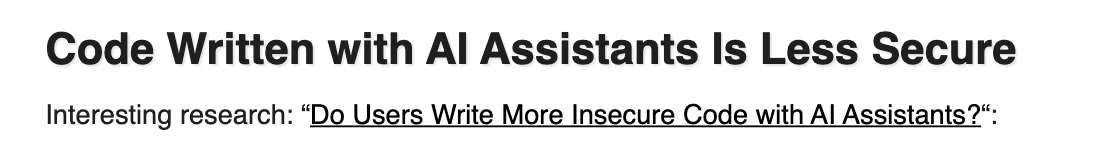 Code Written with AI Assistants Is Less Secure
Interesting research: “Do Users Write More Insecure Code with AI Assistants?“: